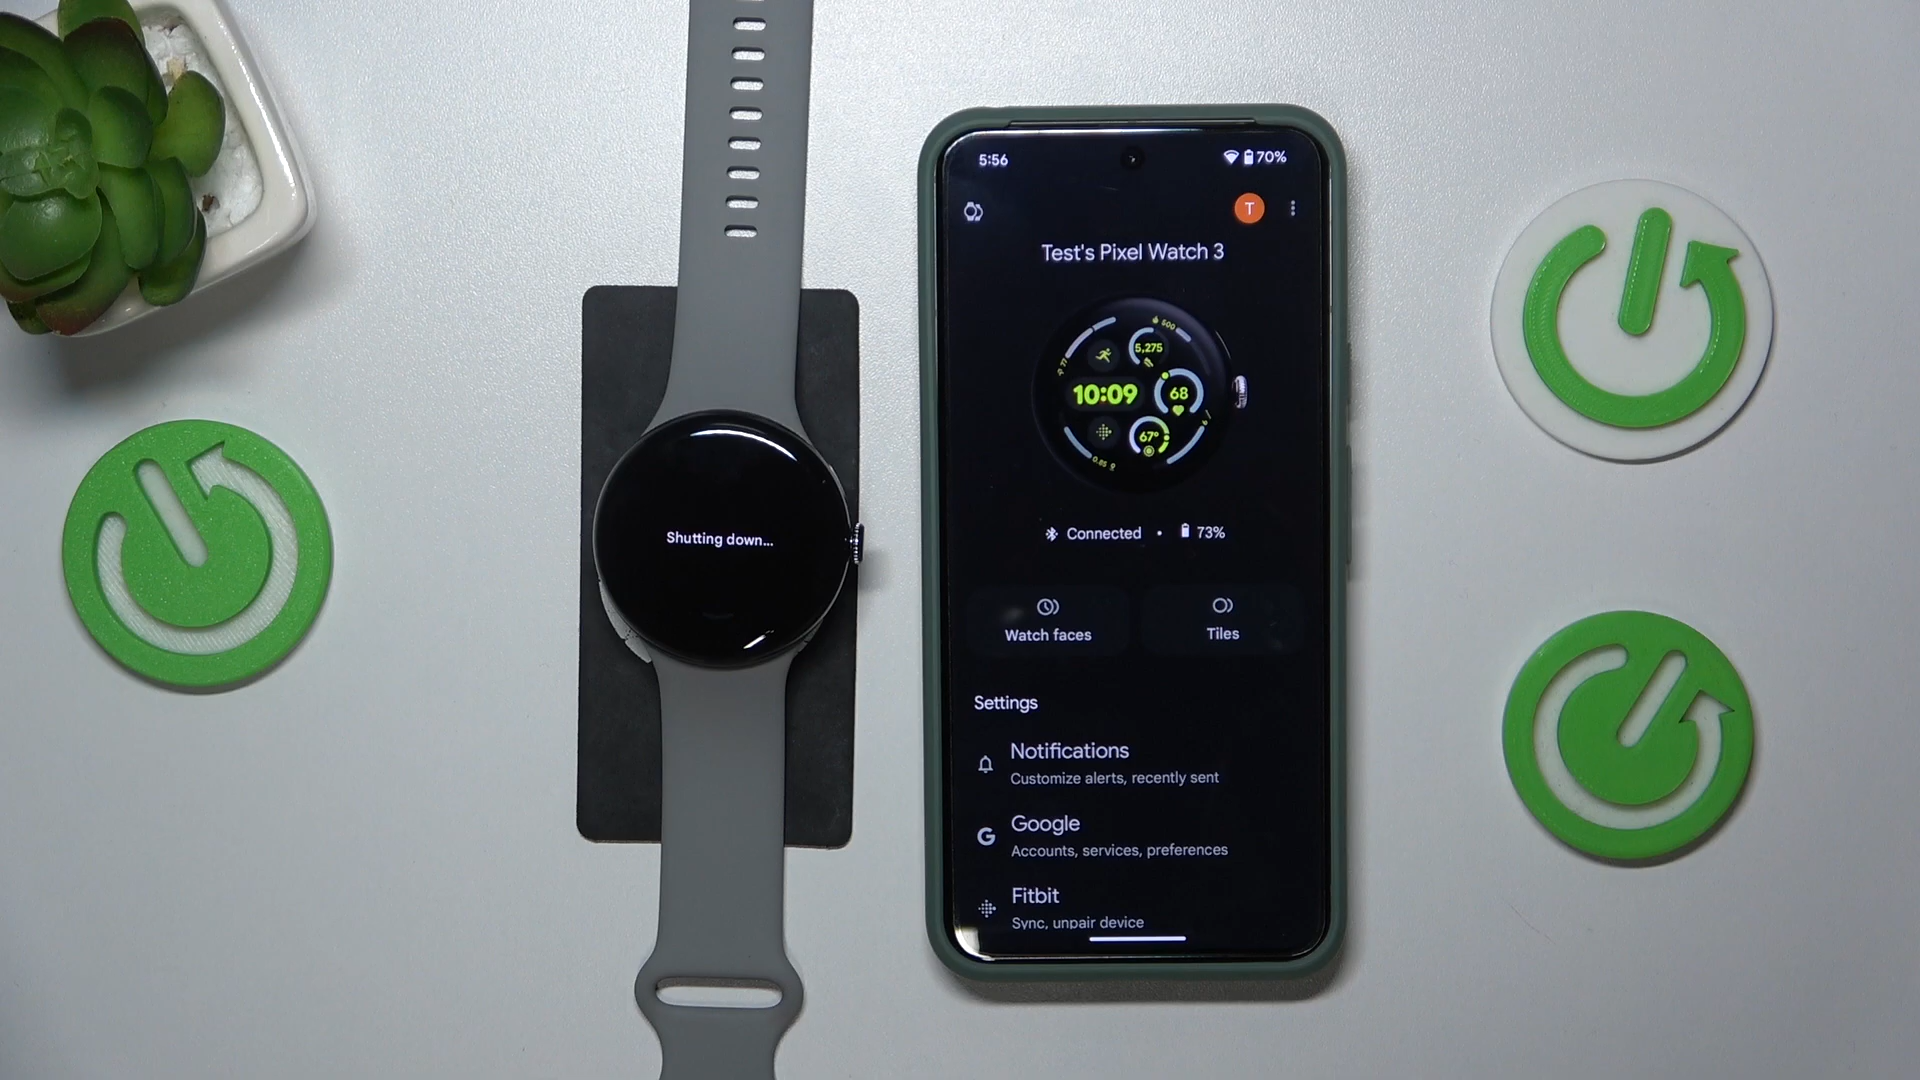 Shutting down...
5:56
70%
T
Test's Pixel Watch 3
500
5,275
10:09
68
67°
Connected • 73%
Watch faces
Tiles
Settings
Notifications
Customize alerts, recently sent
Google
Accounts, services, preferences
Fitbit
Sync, unpair device